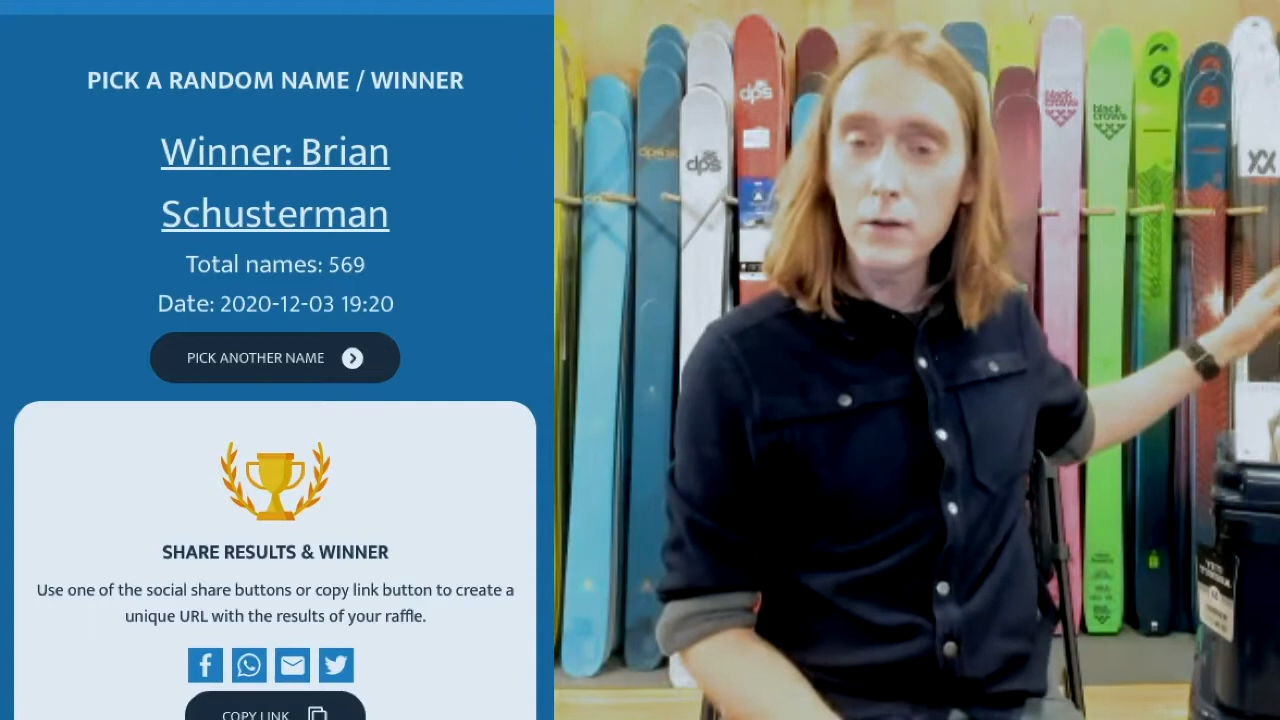 PICK A RANDOM NAME / WINNER
Winner: Brian
Schusterman
Total names: 569
Date: 2020-12-03 19:20
PICK ANOTHER NAME
SHARE RESULTS & WINNER
Use one of the social share buttons or copy link button to create a
unique URL with the results of your raffle.
COPY LINK
dps
dps
black
crows
black
crows